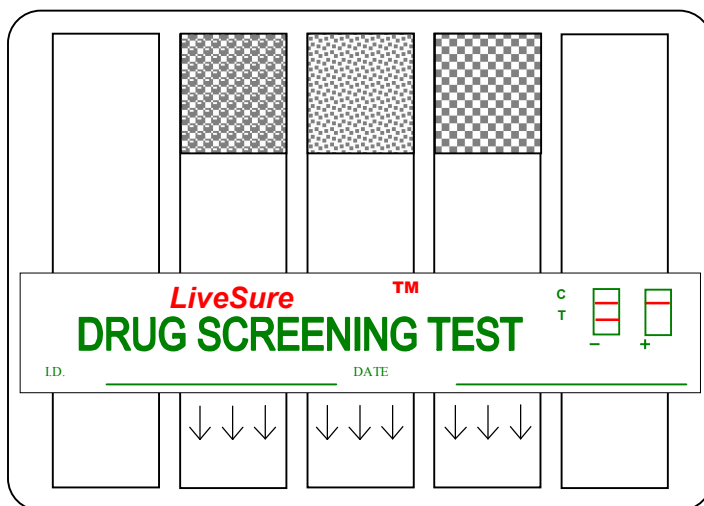 LiveSure ™
C
DRUG SCREENING TEST
T
− +
I.D. DATE